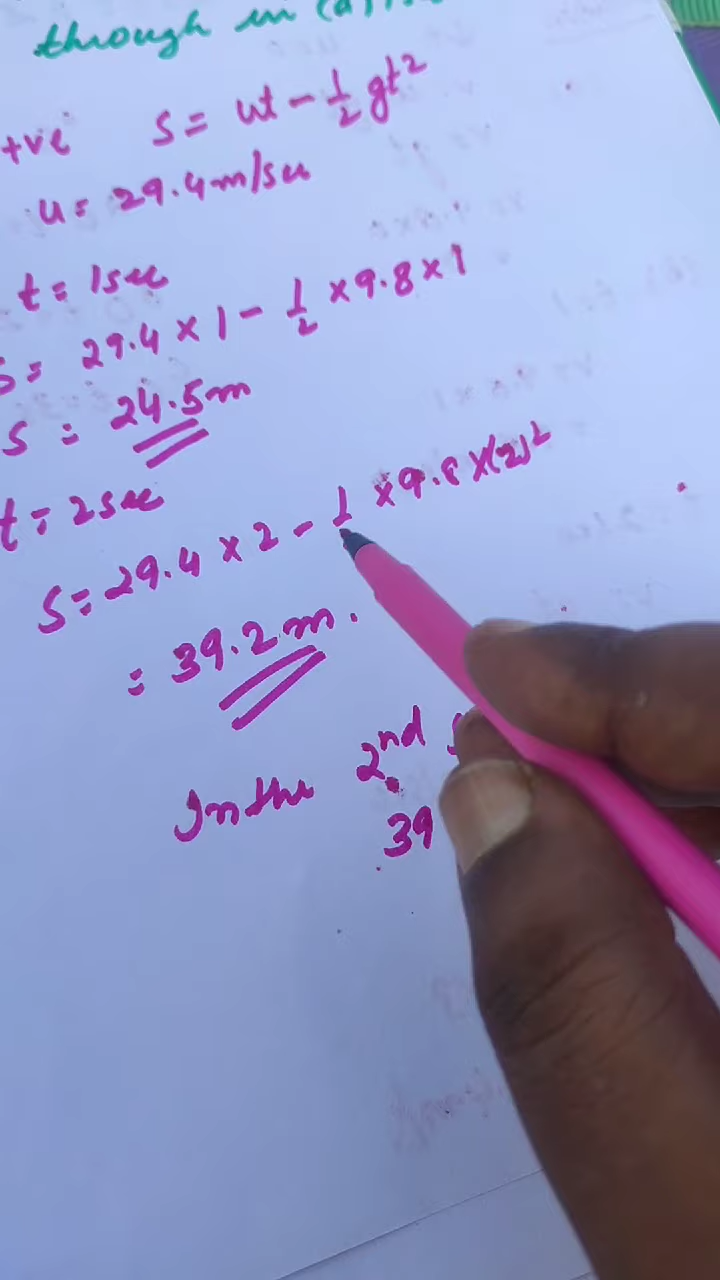 through in (a)
+ve S = ut - 1/2 gt²
u = 29.4 m/sec
t = 1sec
S = 29.4 × 1 - 1/2 × 9.8 × 1
S = 24.5m
t = 2sec
S = 29.4 × 2 - 1/2 × 9.8 × (2)²
= 39.2m.
In the 2nd
39